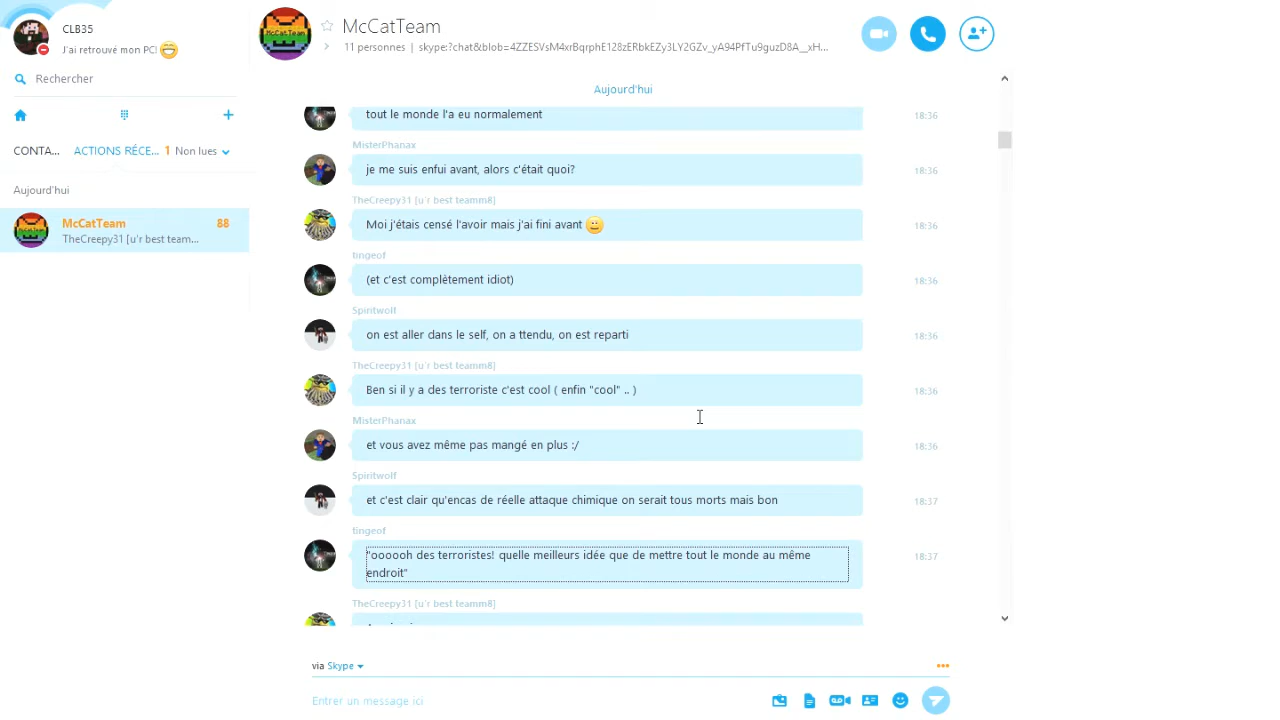 CLB35
J'ai retrouvé mon PC!
Rechercher
CONTA... ACTIONS RÉCE... 1 Non lues
Aujourd'hui
McCatTeam 88
TheCreepy31 [u'r best team...
McCatTeam
McCatTeam
11 personnes | skype:?chat&blob=4ZZESVsM4xrBqrphE128zERbkEZy3LY2GZv_yA94PfTu9guzD8A__xH...
Aujourd'hui
tout le monde l'a eu normalement 18:36
MisterPhanax
je me suis enfui avant, alors c'était quoi? 18:36
TheCreepy31 [u'r best teamm8]
Moi j'étais censé l'avoir mais j'ai fini avant 18:36
tingeof
(et c'est complètement idiot) 18:36
Spiritwolf
on est aller dans le self, on a ttendu, on est reparti 18:36
TheCreepy31 [u'r best teamm8]
Ben si il y a des terroriste c'est cool ( enfin "cool" .. ) 18:36
MisterPhanax
et vous avez même pas mangé en plus :/ 18:36
Spiritwolf
et c'est clair qu'encas de réelle attaque chimique on serait tous morts mais bon 18:37
tingeof
"oooooh des terroristes! quelle meilleurs idée que de mettre tout le monde au même 18:37
endroit"
TheCreepy31 [u'r best teamm8]
via Skype
Entrer un message ici